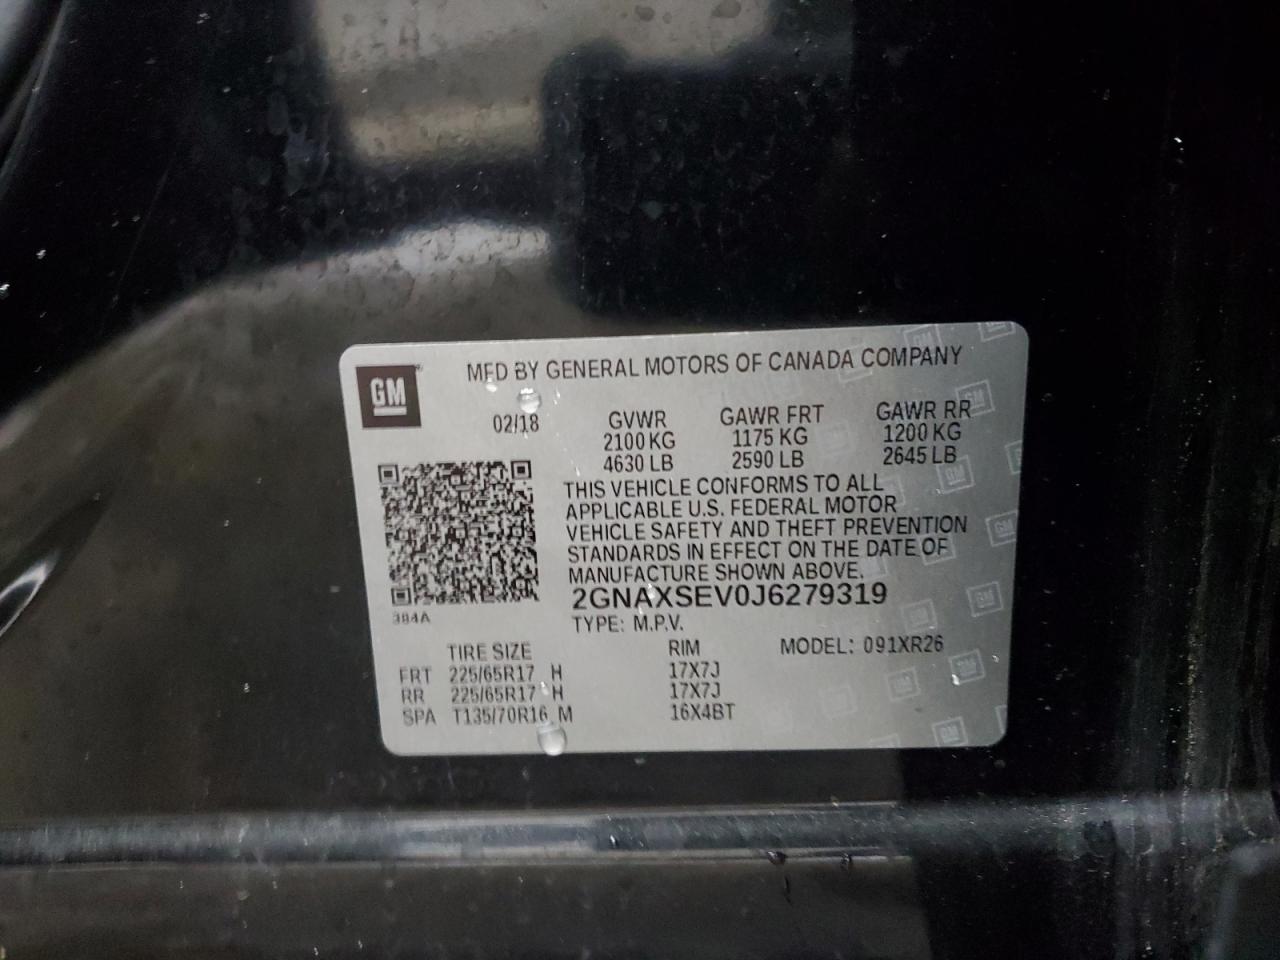 MFD BY GENERAL MOTORS OF CANADA COMPANY
GM
02/18 GVWR GAWR FRT GAWR RR
2100 KG 1175 KG 1200 KG
4630 LB 2590 LB 2645 LB
THIS VEHICLE CONFORMS TO ALL
APPLICABLE U.S. FEDERAL MOTOR
VEHICLE SAFETY AND THEFT PREVENTION
STANDARDS IN EFFECT ON THE DATE OF
MANUFACTURE SHOWN ABOVE.
2GNAXSEV0J6279319
394A
TYPE: M.P.V.
TIRE SIZE RIM MODEL: 091XR26
FRT 225/65R17 H 17X7J
RR 225/65R17 H 17X7J
SPA T135/70R16 M 16X4BT